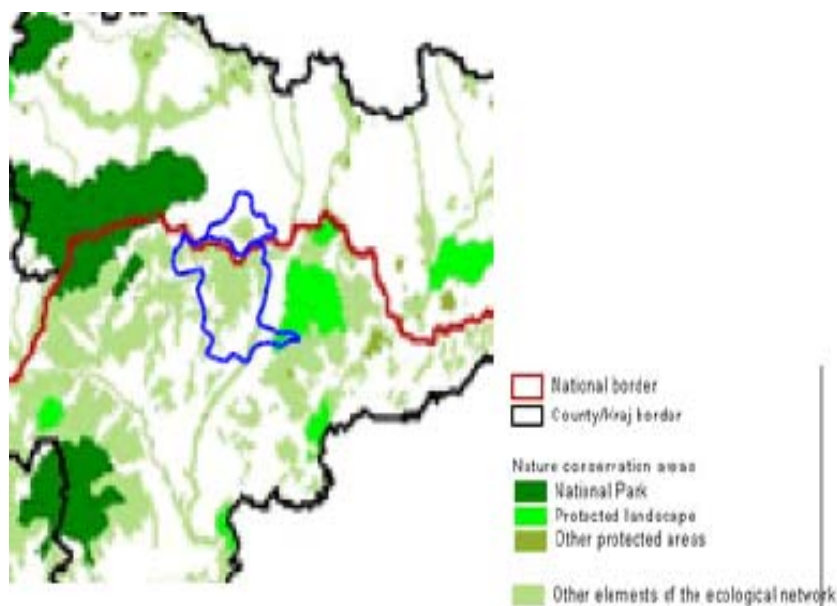 National border
County/Kraj border
Nature conservation areas
National Park
Protected landscape
Other protected areas
Other elements of the ecological network